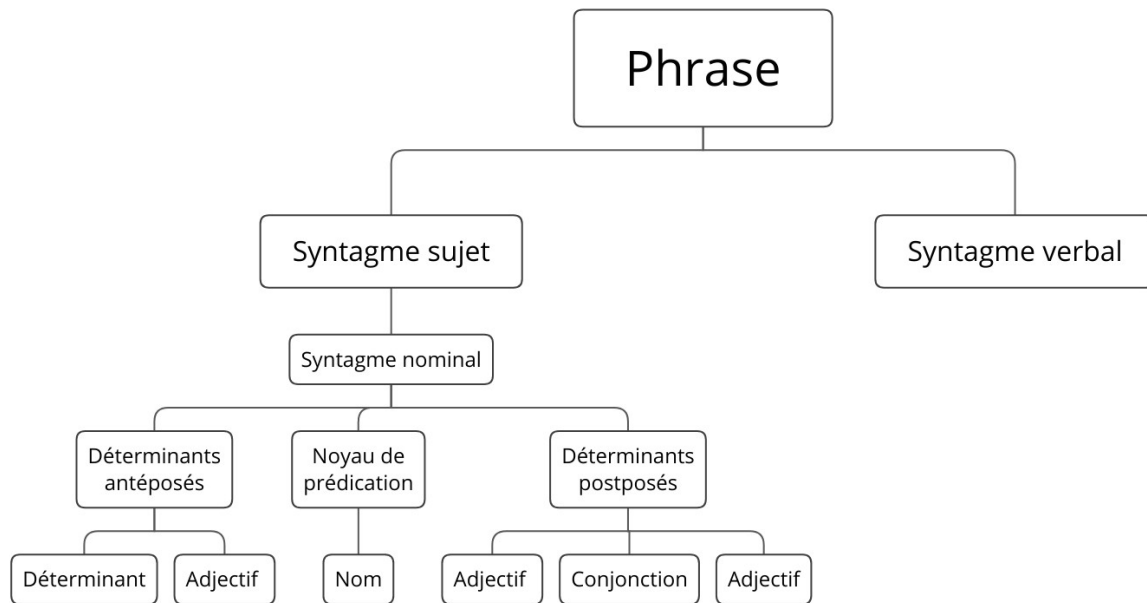 Phrase
Syntagme sujet
Syntagme verbal
Syntagme nominal
Déterminants
antéposés
Noyau de
prédication
Déterminants
postposés
Déterminant
Adjectif
Nom
Adjectif
Conjonction
Adjectif